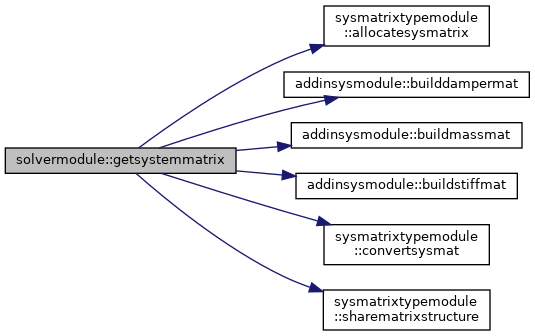 sysmatrixtypemodule
::allocatesysmatrix
addinsysmodule::builddampermat
addinsysmodule::buildmassmat
solvermodule::getsystemmatrix
addinsysmodule::buildstiffmat
sysmatrixtypemodule
::convertsysmat
sysmatrixtypemodule
::sharematrixstructure